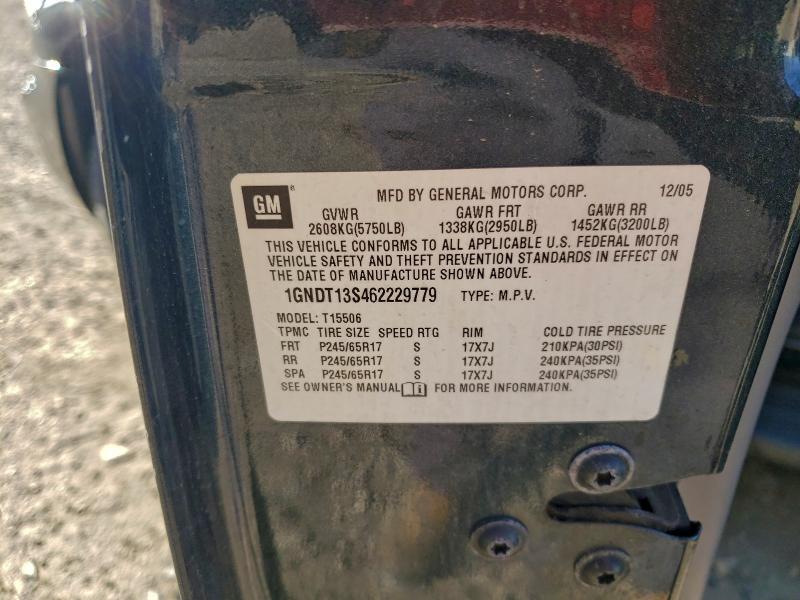 GM® MFD BY GENERAL MOTORS CORP. 12/05
GVWR GAWR FRT GAWR RR
2608KG(5750LB) 1338KG(2950LB) 1452KG(3200LB)
THIS VEHICLE CONFORMS TO ALL APPLICABLE U.S. FEDERAL MOTOR
VEHICLE SAFETY AND THEFT PREVENTION STANDARDS IN EFFECT ON
THE DATE OF MANUFACTURE SHOWN ABOVE.
1GNDT13S462229779 TYPE: M.P.V.
MODEL: T15506
TPMC TIRE SIZE SPEED RTG RIM COLD TIRE PRESSURE
FRT P245/65R17 S 17X7J 210KPA(30PSI)
RR P245/65R17 S 17X7J 240KPA(35PSI)
SPA P245/65R17 S 17X7J 240KPA(35PSI)
SEE OWNER'S MANUAL i FOR MORE INFORMATION.